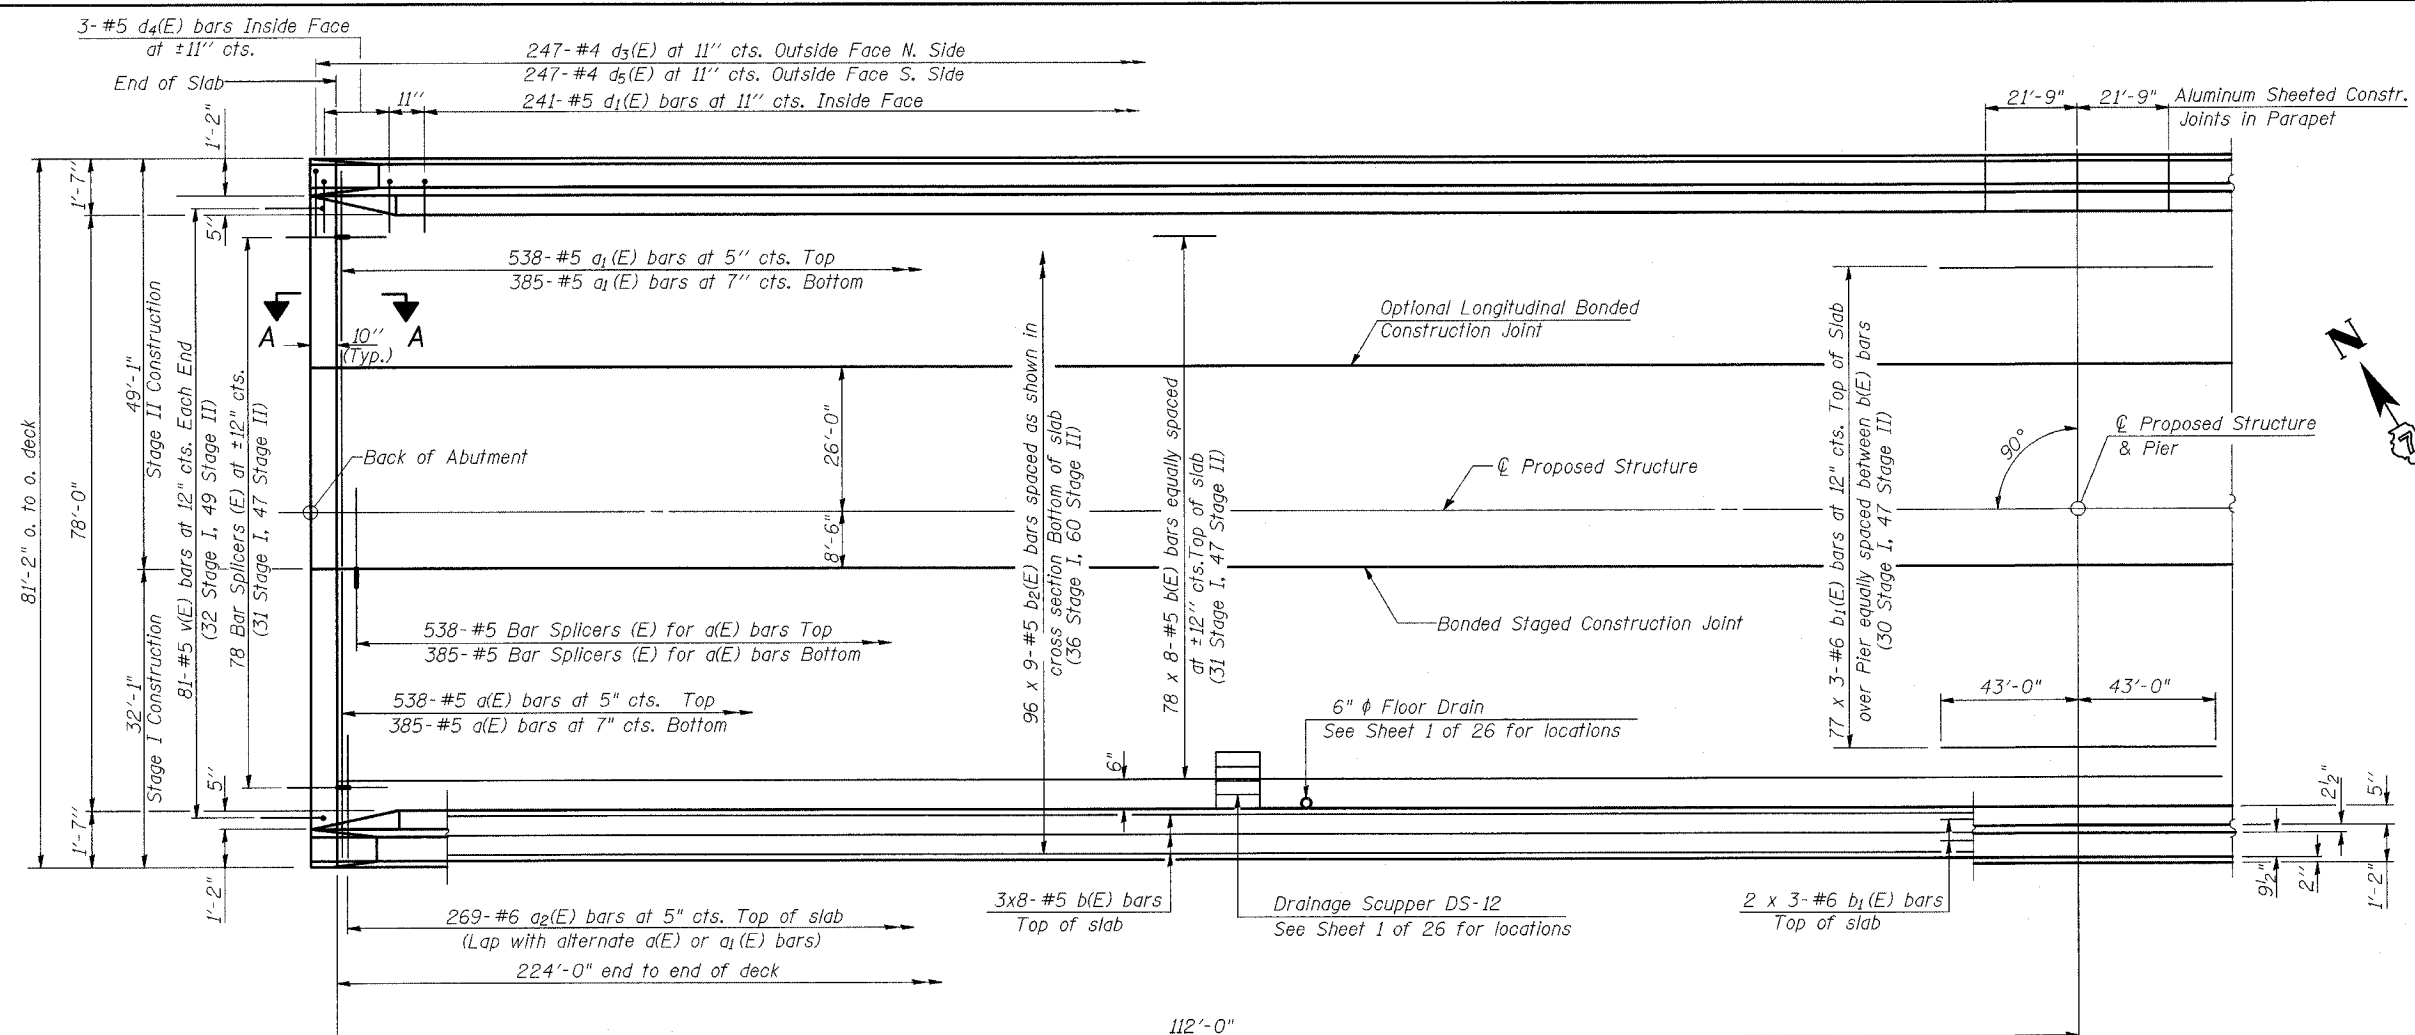 3-#5 d4(E) bars Inside Face
at ±11'' cts.
End of Slab
247-#4 d3(E) at 11'' cts. Outside Face N. Side
247-#4 d5(E) at 11'' cts. Outside Face S. Side
11''
241-#5 d1(E) bars at 11'' cts. Inside Face
21'-9"
21'-9"
Aluminum Sheeted Constr.
Joints in Parapet
1'-2"
1'-7''
5''
81'-2" o. to o. deck
78'-0"
49'-1"
Stage II Construction
32'-1"
Stage I Construction
81-#5 v(E) bars at 12" cts. Each End
(32 Stage I, 49 Stage II)
78 Bar Splicers (E) at ±12" cts.
(31 Stage I, 47 Stage II)
538-#5 a1(E) bars at 5'' cts. Top
385-#5 a1(E) bars at 7'' cts. Bottom
A
A
10''
(Typ.)
Optional Longitudinal Bonded
Construction Joint
96 x 9-#5 b2(E) bars spaced as shown in
cross section Bottom of slab
(36 Stage I, 60 Stage II)
78 x 8-#5 b(E) bars equally spaced
at ±12'' cts. Top of slab
(31 Stage I, 47 Stage II)
77 x 3-#6 b1(E) bars at 12" cts. Top of Slab
over Pier equally spaced between b(E) bars
(30 Stage I, 47 Stage II)
N
Back of Abutment
26'-0"
8'-6"
℄ Proposed Structure
90°
℄ Proposed Structure
& Pier
538-#5 Bar Splicers (E) for a(E) bars Top
385-#5 Bar Splicers (E) for a(E) bars Bottom
Bonded Staged Construction Joint
538-#5 a(E) bars at 5" cts. Top
385-#5 a(E) bars at 7" cts. Bottom
6" ϕ Floor Drain
See Sheet 1 of 26 for locations
43'-0"
43'-0"
6"
5''
1'-7''
1'-2"
2½"
5''
9½"
2''
1'-2"
269-#6 a2(E) bars at 5" cts. Top of slab
(Lap with alternate a(E) or a1(E) bars)
3x8-#5 b(E) bars
Top of slab
Drainage Scupper DS-12
See Sheet 1 of 26 for locations
2 x 3-#6 b1(E) bars
Top of slab
224'-0" end to end of deck
112'-0"